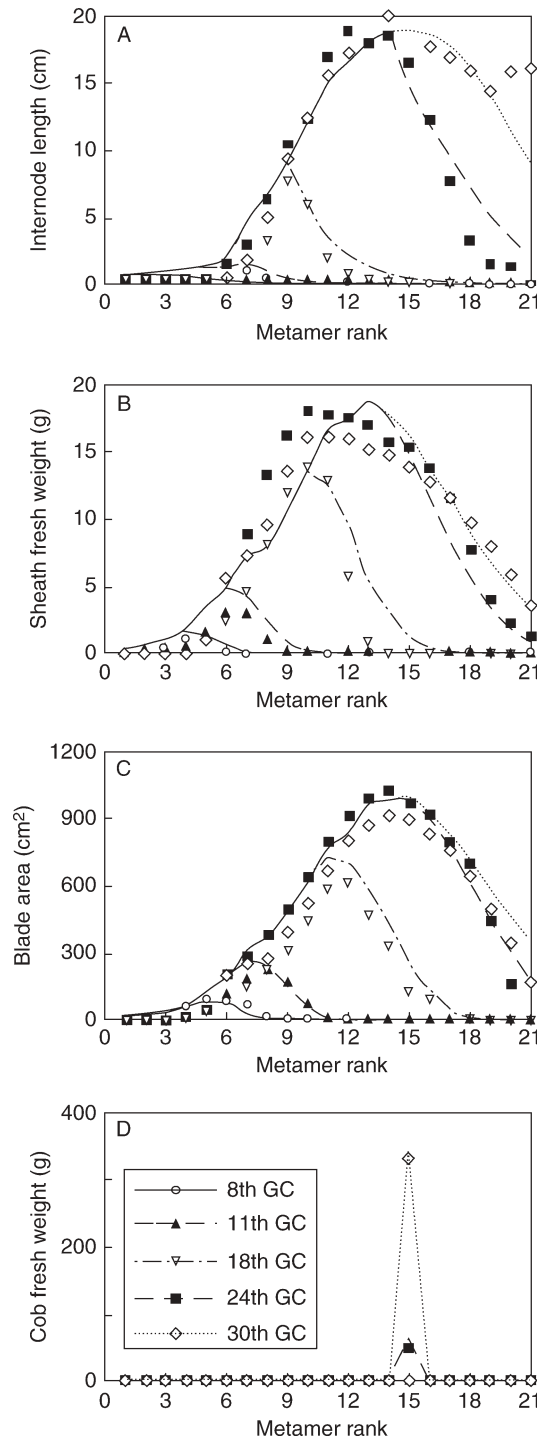 A
20
15
10
5
0
Internode length (cm)
0 3 6 9 12 15 18 21
Metamer rank
B
20
15
10
5
0
Sheath fresh weight (g)
0 3 6 9 12 15 18 21
Metamer rank
C
1200
900
600
300
0
Blade area (cm²)
0 3 6 9 12 15 18 21
Metamer rank
D
400
200
0
Cob fresh weight (g)
8th GC
11th GC
18th GC
24th GC
30th GC
0 3 6 9 12 15 18 21
Metamer rank